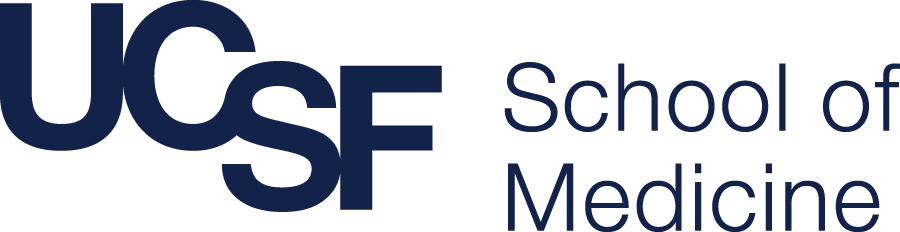 UCSF
School of
Medicine